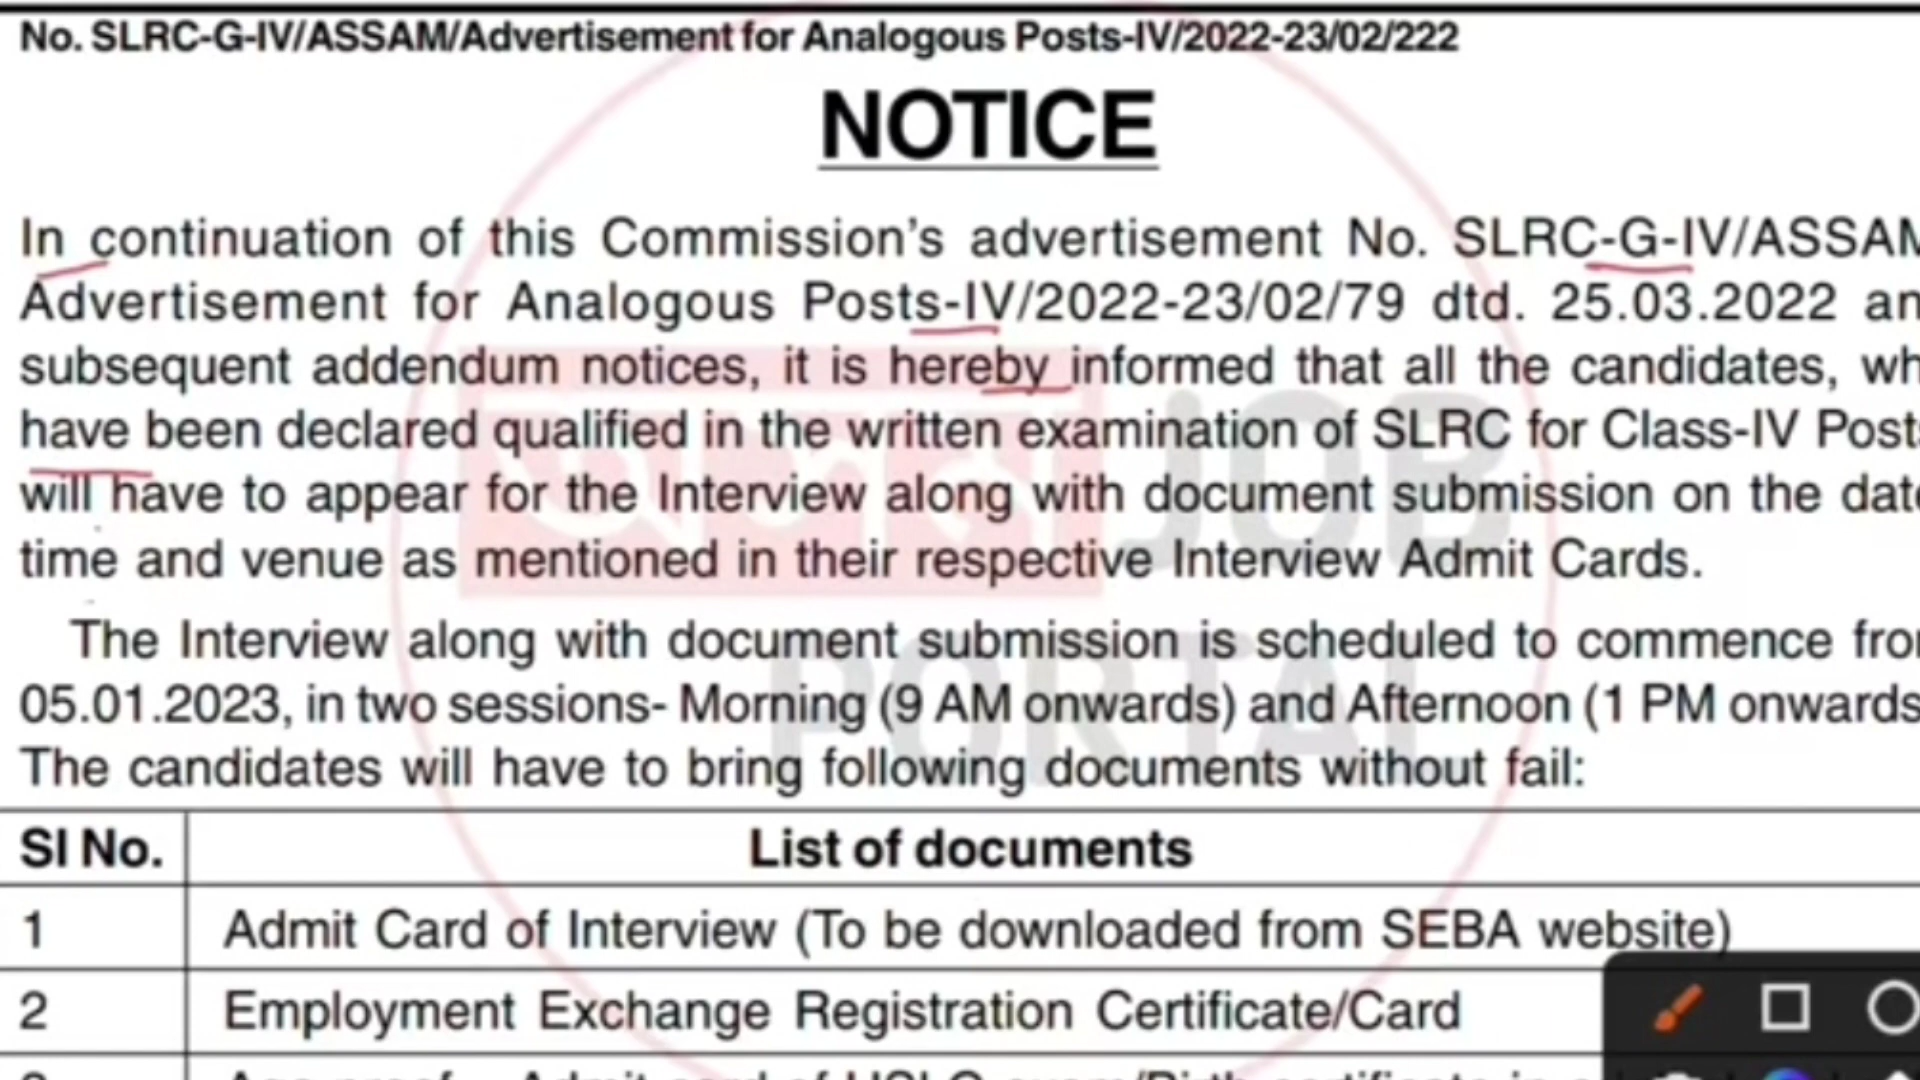 No. SLRC-G-IV/ASSAM/Advertisement for Analogous Posts-IV/2022-23/02/222
NOTICE
In continuation of this Commission's advertisement No. SLRC-G-IV/ASSAM
Advertisement for Analogous Posts-IV/2022-23/02/79 dtd. 25.03.2022 an
subsequent addendum notices, it is hereby informed that all the candidates, wh
have been declared qualified in the written examination of SLRC for Class-IV Posts
will have to appear for the Interview along with document submission on the date
time and venue as mentioned in their respective Interview Admit Cards.
The Interview along with document submission is scheduled to commence from
05.01.2023, in two sessions- Morning (9 AM onwards) and Afternoon (1 PM onwards
The candidates will have to bring following documents without fail:
Sl No. List of documents
1 Admit Card of Interview (To be downloaded from SEBA website)
2 Employment Exchange Registration Certificate/Card
JOB
PORTAL